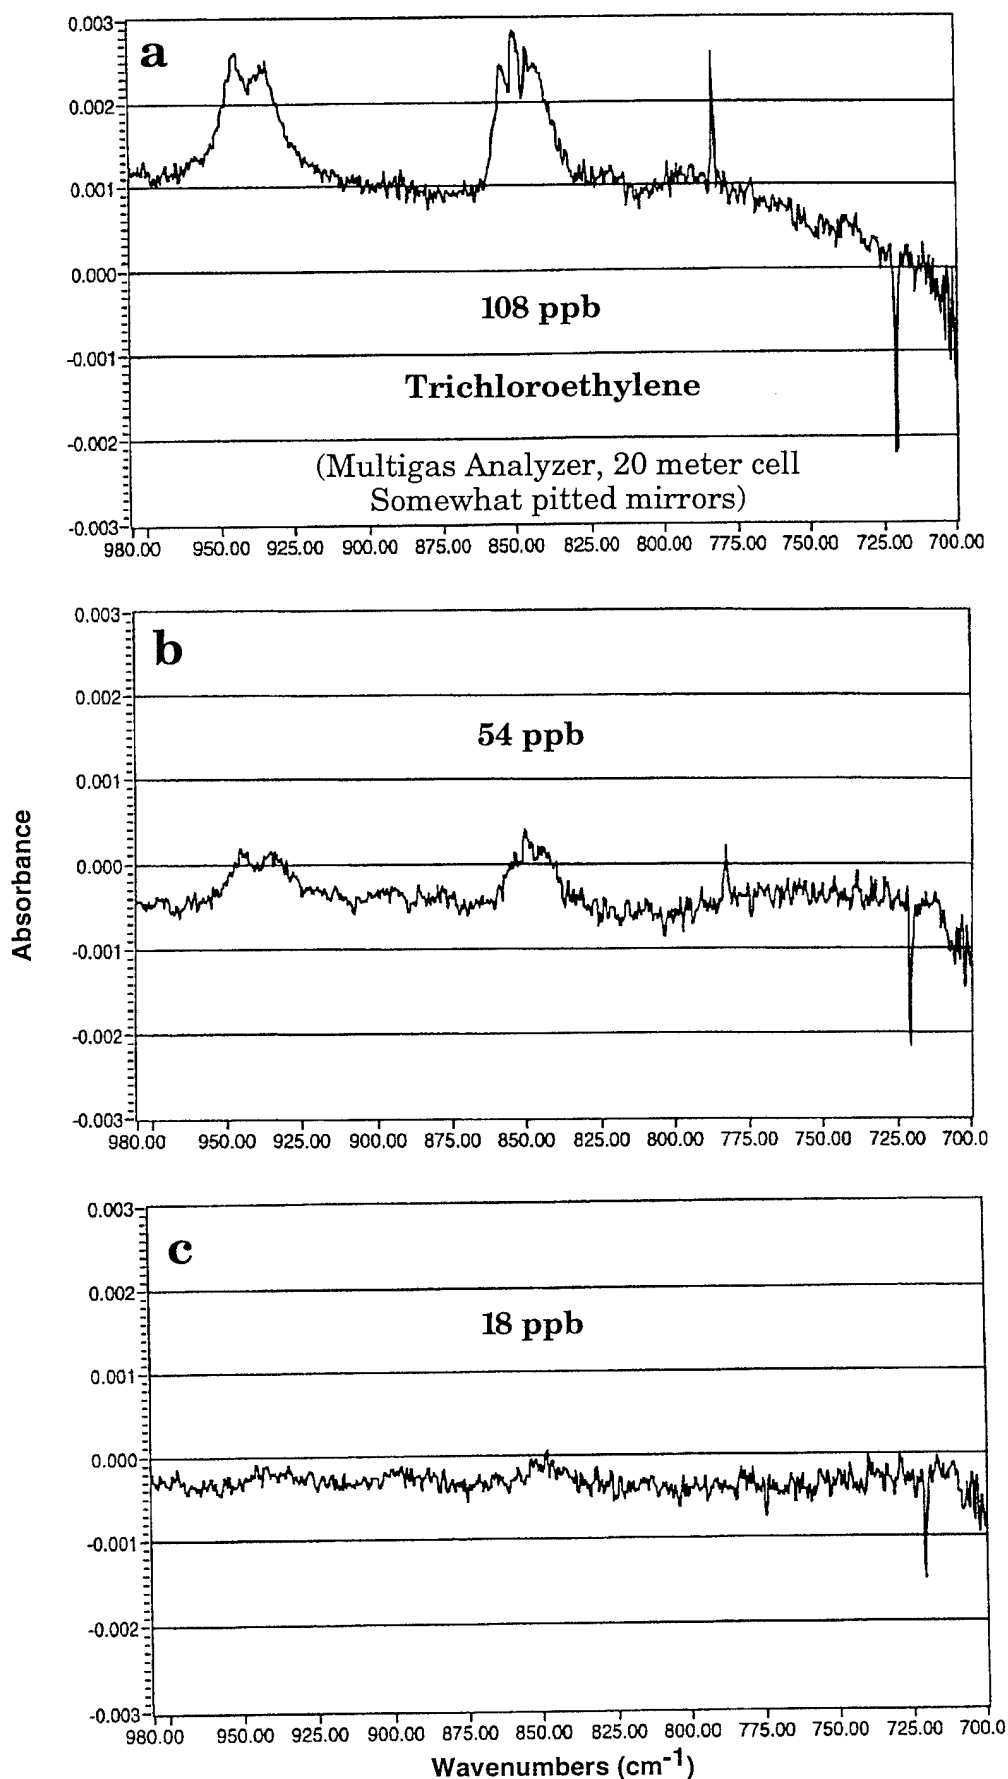 0.003
a
0.002
0.001
0.000
108 ppb
-0.001
Trichloroethylene
-0.002
(Multigas Analyzer, 20 meter cell
Somewhat pitted mirrors)
-0.003
980.00 950.00 925.00 900.00 875.00 850.00 825.00 800.00 775.00 750.00 725.00 700.00
0.003
b
0.002
54 ppb
0.001
Absorbance
0.000
-0.001
-0.002
-0.003
980.00 950.00 925.00 900.00 875.00 850.00 825.00 800.00 775.00 750.00 725.00 700.0
0.003
c
0.002
18 ppb
0.001
0.000
-0.001
-0.002
-0.003
980.00 950.00 925.00 900.00 875.00 850.00 825.00 800.00 775.00 750.00 725.00 700.0
Wavenumbers (cm-1)